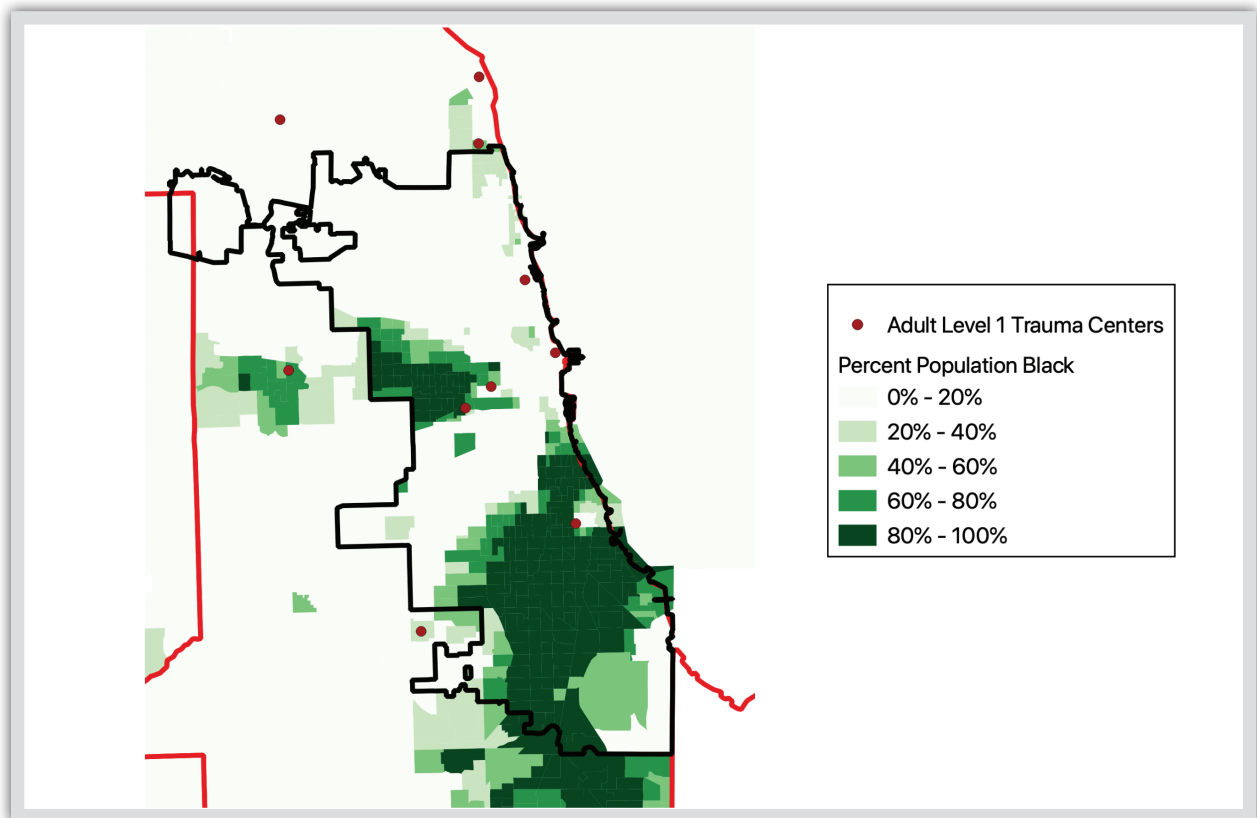 Adult Level 1 Trauma Centers
Percent Population Black
0% - 20%
20% - 40%
40% - 60%
60% - 80%
80% - 100%